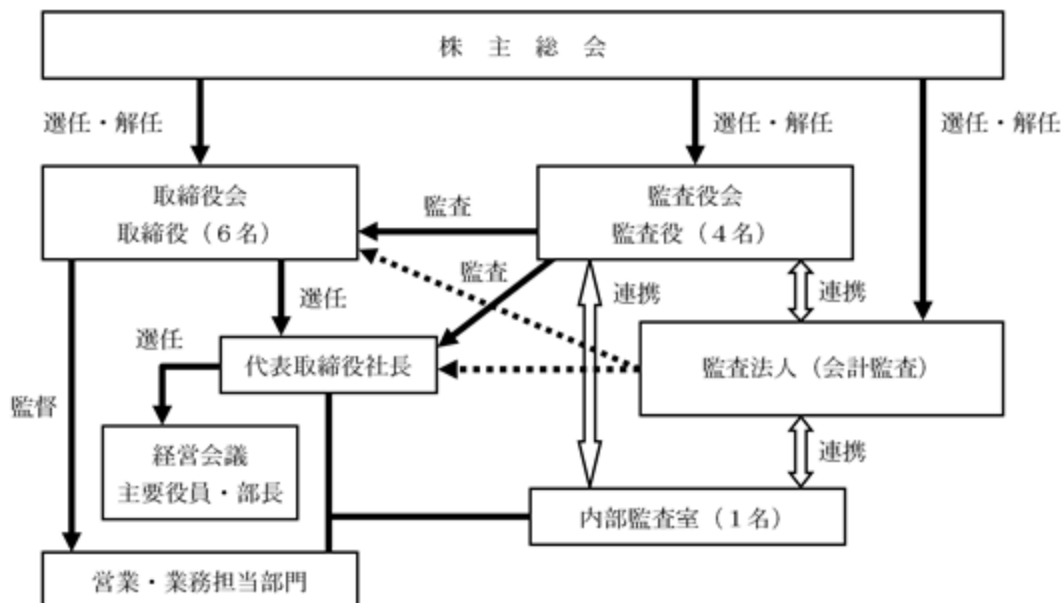 株 主 総 会
選任・解任
選任・解任
選任・解任
取締役会
取締役（6名）
監査
監査役会
監査役（4名）
監査
選任
連携
連携
選任
代表取締役社長
監査法人（会計監査）
監督
経営会議
主要役員・部長
連携
内部監査室（1名）
営業・業務担当部門